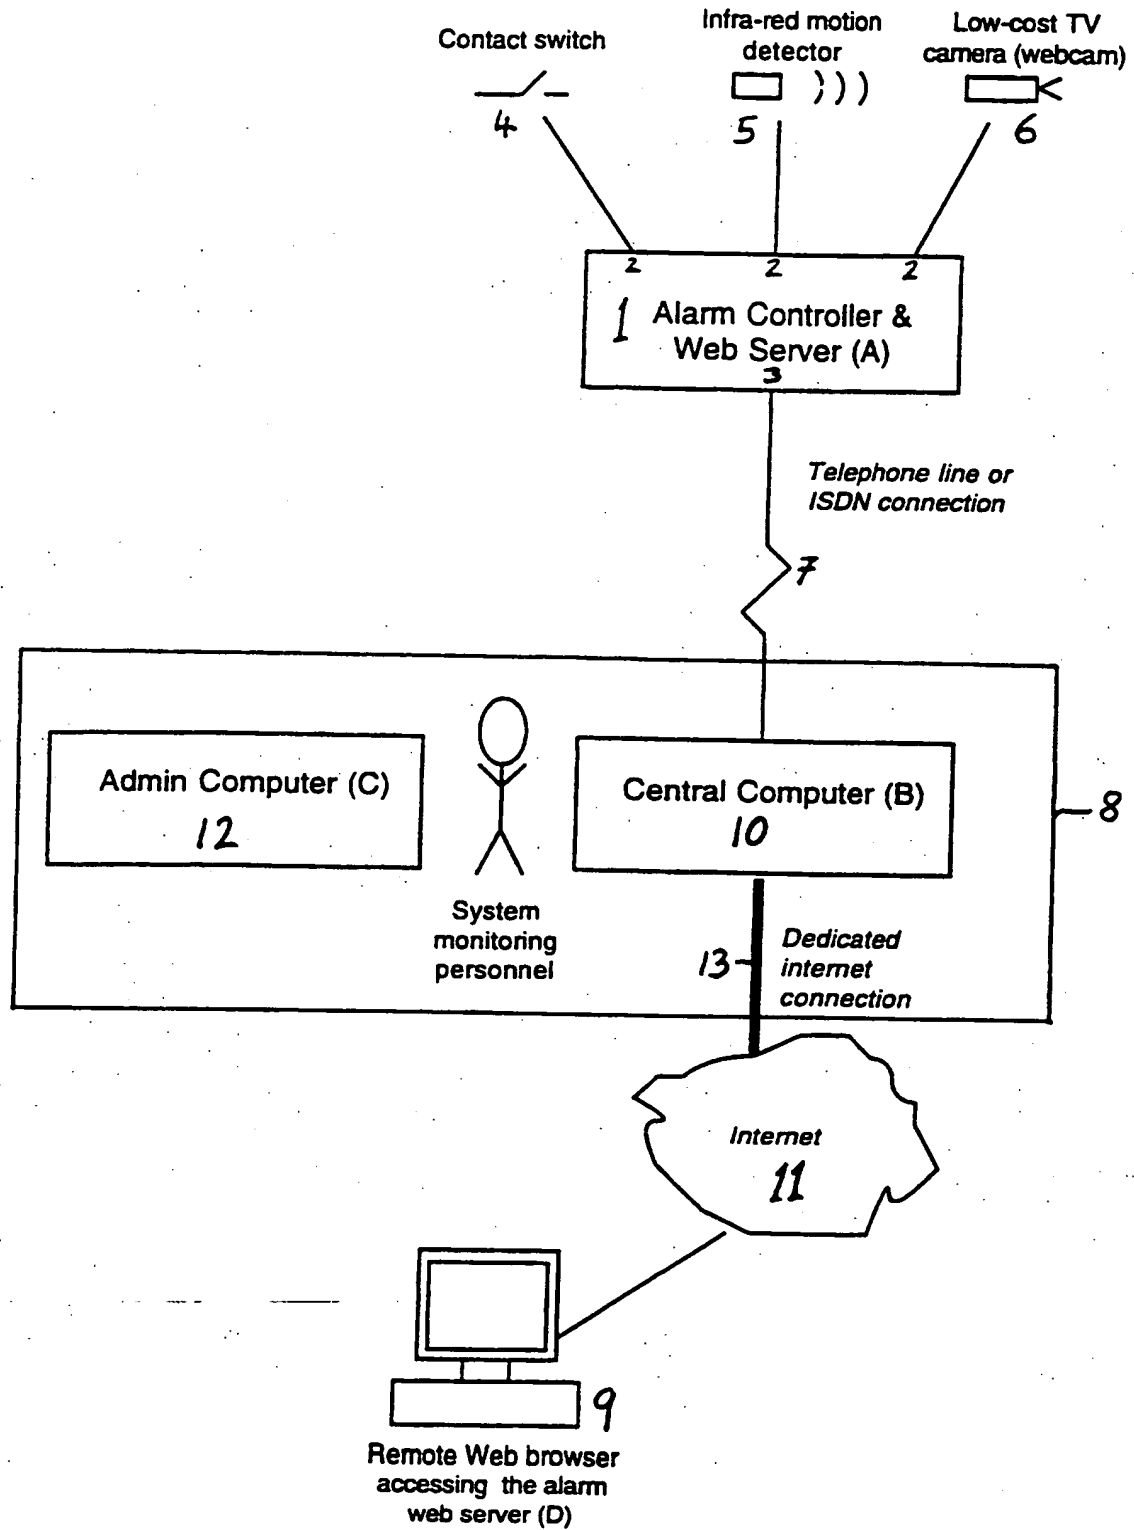 Contact switch
Infra-red motion
detector
Low-cost TV
camera (webcam)
4
5
6
2
2
2
1
Alarm Controller &
Web Server (A)
3
Telephone line or
ISDN connection
7
Admin Computer (C)
12
System
monitoring
personnel
Central Computer (B)
10
8
13
Dedicated
internet
connection
Internet
11
9
Remote Web browser
accessing the alarm
web server (D)